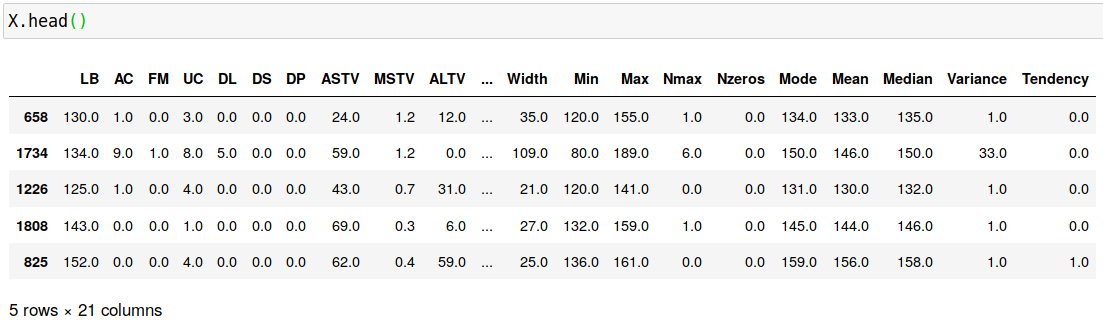 X.head()
LB AC FM UC DL DS DP ASTV MSTV ALTV ... Width Min Max Nmax Nzeros Mode Mean Median Variance Tendency
658 130.0 1.0 0.0 3.0 0.0 0.0 0.0 24.0 1.2 12.0 ... 35.0 120.0 155.0 1.0 0.0 134.0 133.0 135.0 1.0 0.0
1734 134.0 9.0 1.0 8.0 5.0 0.0 0.0 59.0 1.2 0.0 ... 109.0 80.0 189.0 6.0 0.0 150.0 146.0 150.0 33.0 0.0
1226 125.0 1.0 0.0 4.0 0.0 0.0 0.0 43.0 0.7 31.0 ... 21.0 120.0 141.0 0.0 0.0 131.0 130.0 132.0 1.0 0.0
1808 143.0 0.0 0.0 1.0 0.0 0.0 0.0 69.0 0.3 6.0 ... 27.0 132.0 159.0 1.0 0.0 145.0 144.0 146.0 1.0 0.0
825 152.0 0.0 0.0 4.0 0.0 0.0 0.0 62.0 0.4 59.0 ... 25.0 136.0 161.0 0.0 0.0 159.0 156.0 158.0 1.0 1.0
5 rows × 21 columns